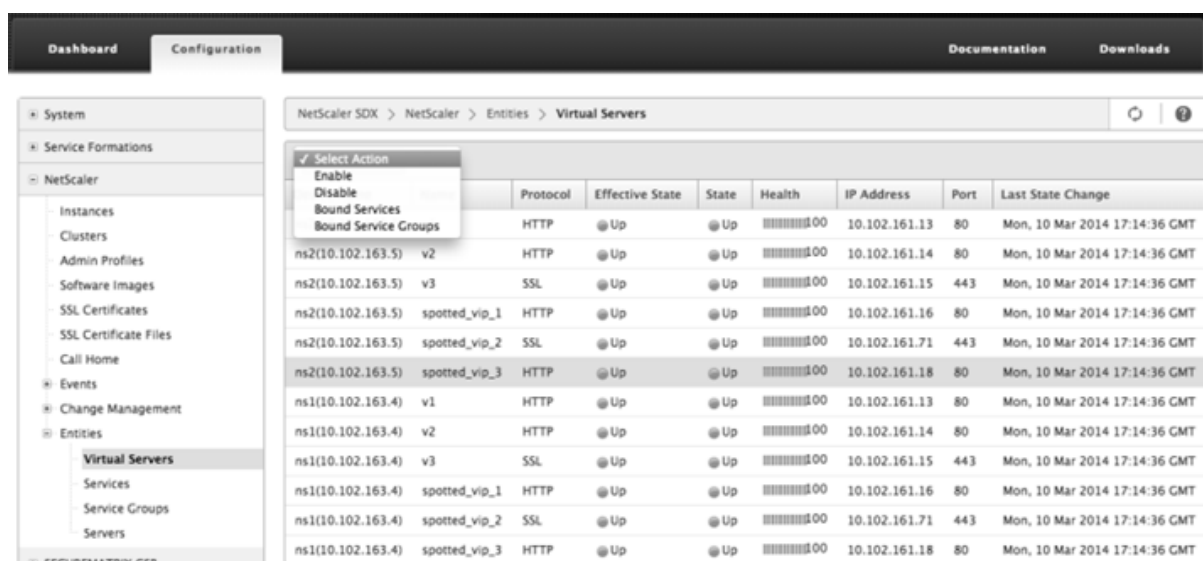 Dashboard Configuration Documentation Downloads
System
Service Formations
NetScaler
Instances
Clusters
Admin Profiles
Software Images
SSL Certificates
SSL Certificate Files
Call Home
Events
Change Management
Entities
Virtual Servers
Services
Service Groups
Servers
NetScaler SDX > NetScaler > Entities > Virtual Servers
✓ Select Action
Enable
Disable
Bound Services
Bound Service Groups
Protocol Effective State State Health IP Address Port Last State Change
HTTP Up Up 100 10.102.161.13 80 Mon, 10 Mar 2014 17:14:36 GMT
ns2(10.102.163.5) v2 HTTP Up Up 100 10.102.161.14 80 Mon, 10 Mar 2014 17:14:36 GMT
ns2(10.102.163.5) v3 SSL Up Up 100 10.102.161.15 443 Mon, 10 Mar 2014 17:14:36 GMT
ns2(10.102.163.5) spotted_vip_1 HTTP Up Up 100 10.102.161.16 80 Mon, 10 Mar 2014 17:14:36 GMT
ns2(10.102.163.5) spotted_vip_2 SSL Up Up 100 10.102.161.71 443 Mon, 10 Mar 2014 17:14:36 GMT
ns2(10.102.163.5) spotted_vip_3 HTTP Up Up 100 10.102.161.18 80 Mon, 10 Mar 2014 17:14:36 GMT
ns1(10.102.163.4) v1 HTTP Up Up 100 10.102.161.13 80 Mon, 10 Mar 2014 17:14:36 GMT
ns1(10.102.163.4) v2 HTTP Up Up 100 10.102.161.14 80 Mon, 10 Mar 2014 17:14:36 GMT
ns1(10.102.163.4) v3 SSL Up Up 100 10.102.161.15 443 Mon, 10 Mar 2014 17:14:36 GMT
ns1(10.102.163.4) spotted_vip_1 HTTP Up Up 100 10.102.161.16 80 Mon, 10 Mar 2014 17:14:36 GMT
ns1(10.102.163.4) spotted_vip_2 SSL Up Up 100 10.102.161.71 443 Mon, 10 Mar 2014 17:14:36 GMT
ns1(10.102.163.4) spotted_vip_3 HTTP Up Up 100 10.102.161.18 80 Mon, 10 Mar 2014 17:14:36 GMT